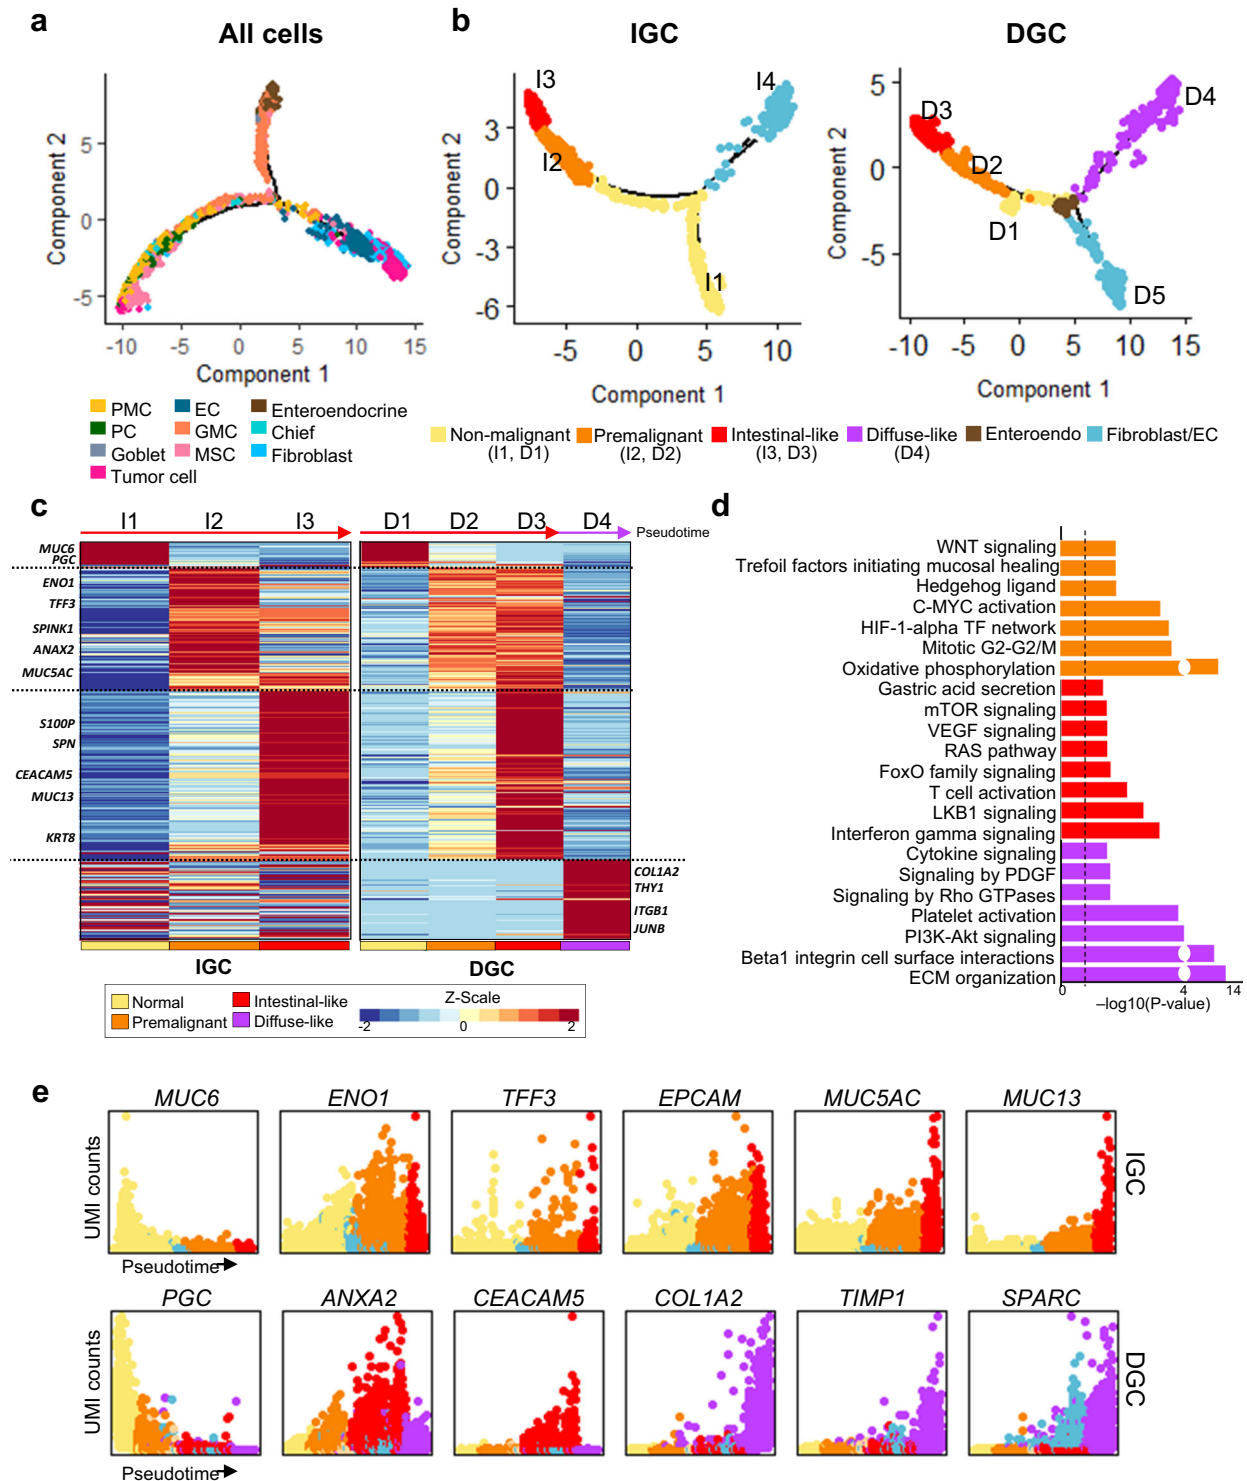 a
All cells
Component 2
5
0
-5
-10
-5
0
5
10
15
Component 1
PMC
EC
Enteroendocrine
PC
GMC
Chief
Goblet
MSC
Fibroblast
Tumor cell
b
IGC
I3
I4
I2
I1
Component 2
3
0
-3
-6
-5
0
5
10
Component 1
DGC
D3
D4
D2
D1
D5
Component 2
5
0
-5
-10
-5
0
5
10
15
Component 1
Non-malignant (I1, D1)
Premalignant (I2, D2)
Intestinal-like (I3, D3)
Diffuse-like (D4)
Enteroendo
Fibroblast/EC
c
I1
I2
I3
D1
D2
D3
D4
Pseudotime
MUC6
PGC
ENO1
TFF3
SPINK1
ANAX2
MUC5AC
S100P
SPN
CEACAM5
MUC13
KRT8
COL1A2
THY1
ITGB1
JUNB
IGC
DGC
Normal
Intestinal-like
Premalignant
Diffuse-like
Z-Scale
-2
0
2
d
WNT signaling
Trefoil factors initiating mucosal healing
Hedgehog ligand
C-MYC activation
HIF-1-alpha TF network
Mitotic G2-G2/M
Oxidative phosphorylation
Gastric acid secretion
mTOR signaling
VEGF signaling
RAS pathway
FoxO family signaling
T cell activation
LKB1 signaling
Interferon gamma signaling
Cytokine signaling
Signaling by PDGF
Signaling by Rho GTPases
Platelet activation
PI3K-Akt signaling
Beta1 integrin cell surface interactions
ECM organization
0
4
14
−log10(P-value)
e
MUC6
ENO1
TFF3
EPCAM
MUC5AC
MUC13
UMI counts
IGC
Pseudotime
PGC
ANXA2
CEACAM5
COL1A2
TIMP1
SPARC
UMI counts
DGC
Pseudotime